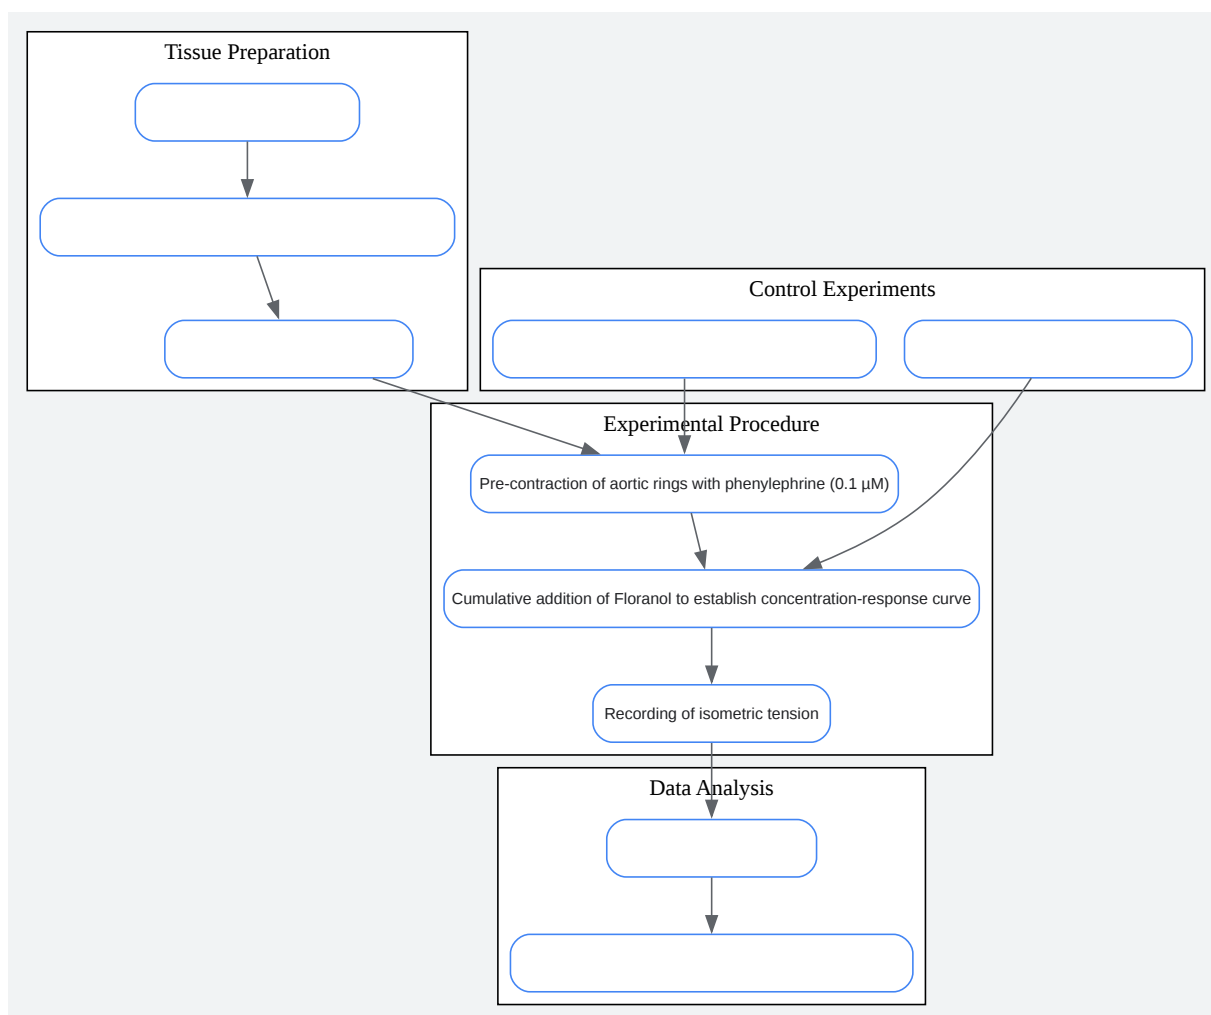 Tissue Preparation
Control Experiments
Experimental Procedure
Pre-contraction of aortic rings with phenylephrine (0.1 µM)
Cumulative addition of Floranol to establish concentration-response curve
Recording of isometric tension
Data Analysis